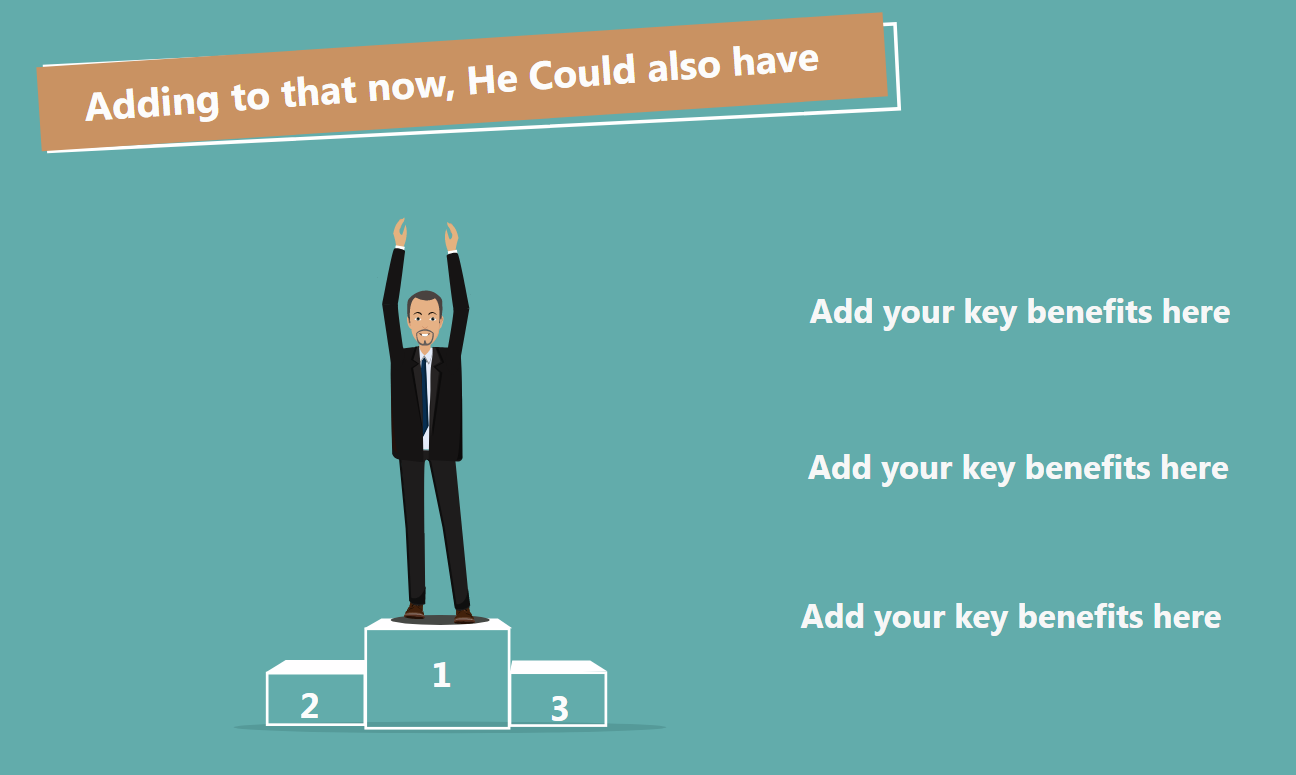 Adding to that now, He Could also have
Add your key benefits here
Add your key benefits here
Add your key benefits here
1
2
3